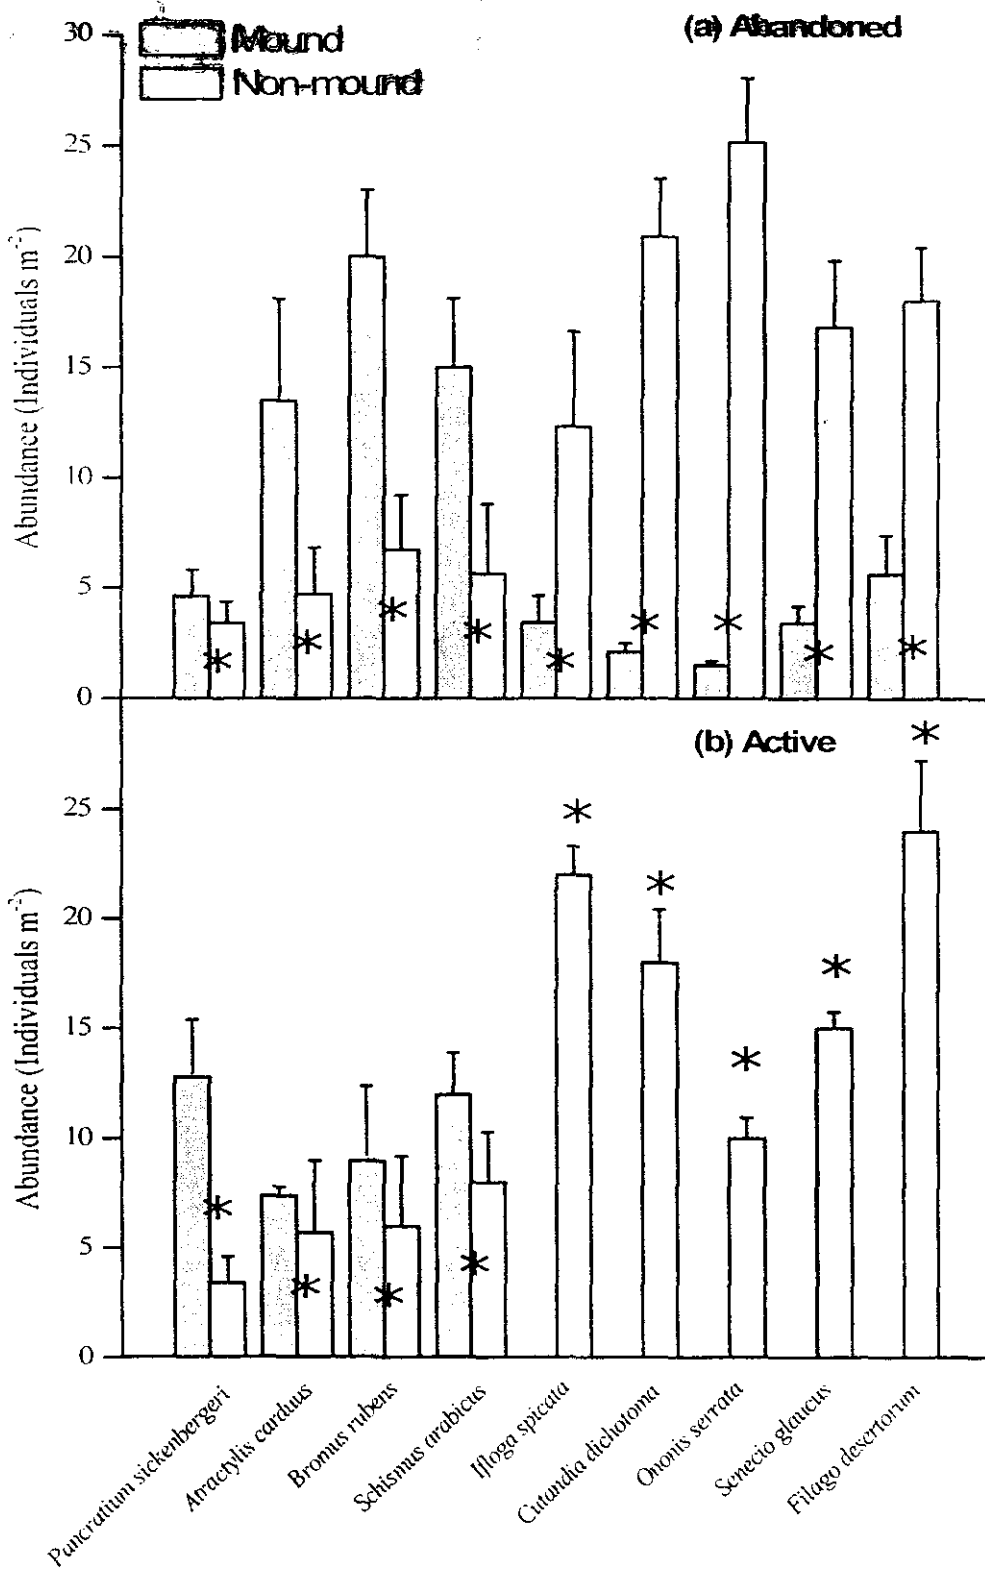 (a) Abandoned
Mound
Non-mound
30
25
20
15
10
5
0
Abundance (Individuals m-2)
(b) Active
25
20
15
10
5
0
Abundance (Individuals m-2)
Pancratium sickenbergeri
Atractylis carduus
Bromus rubens
Schismus arabicus
Ifloga spicata
Cutandia dichotoma
Ononis serrata
Senecio glaucus
Filago desertorum